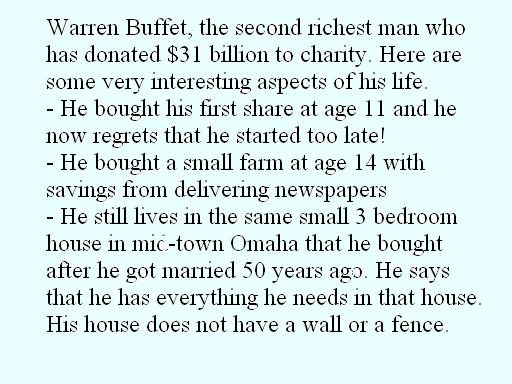 Warren Buffet, the second richest man who
has donated $31 billion to charity. Here are
some very interesting aspects of his life.
- He bought his first share at age 11 and he
now regrets that he started too late!
- He bought a small farm at age 14 with
savings from delivering newspapers
- He still lives in the same small 3 bedroom
house in mid-town Omaha that he bought
after he got married 50 years ago. He says
that he has everything he needs in that house.
His house does not have a wall or a fence.